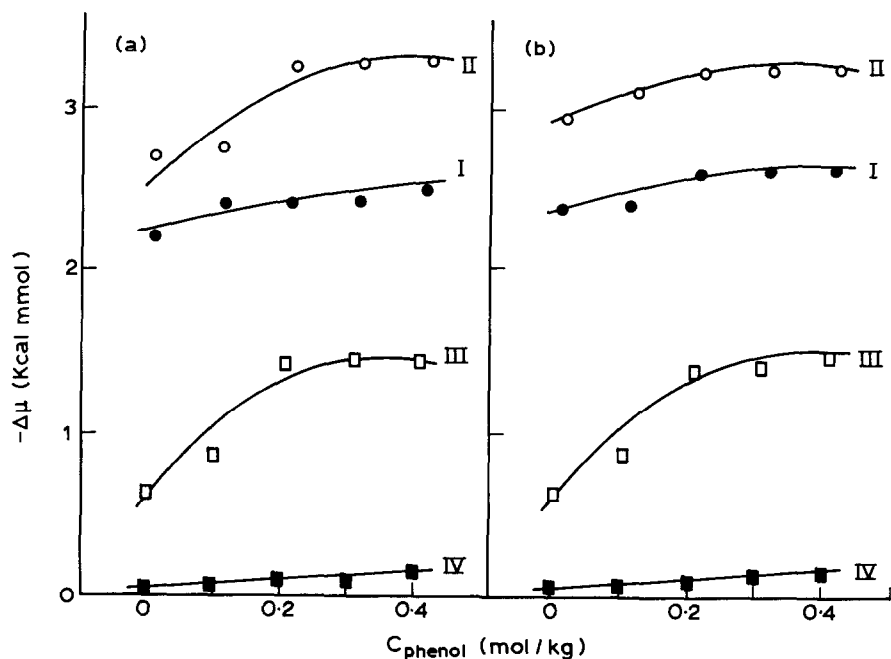 (a)
II
I
III
IV
3
2
1
0
0
0·2
0·4
(b)
II
I
III
IV
0
0·2
0·4
-Δμ (Kcal mmol)
Cphenol (mol/kg)